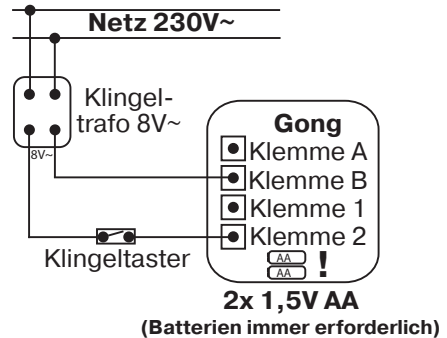 Netz 230V~
Klingel-
trafo 8V~
8V~
Gong
Klemme A
Klemme B
Klemme 1
Klemme 2
Klingeltaster
AA
AA
!
2x 1,5V AA
(Batterien immer erforderlich)